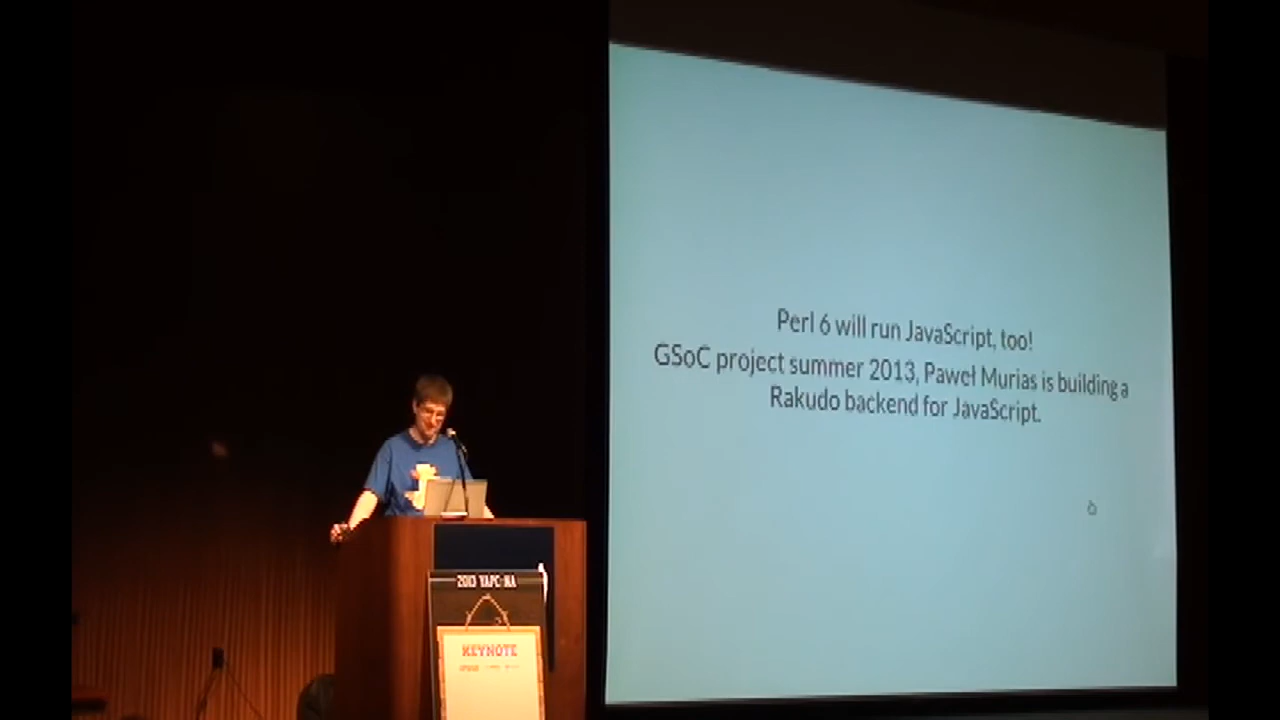 Perl 6 will run JavaScript, too!
GSoC project summer 2013, Paweł Murias is building a
Rakudo backend for JavaScript.
2013 YAPC NA
KEYNOTE